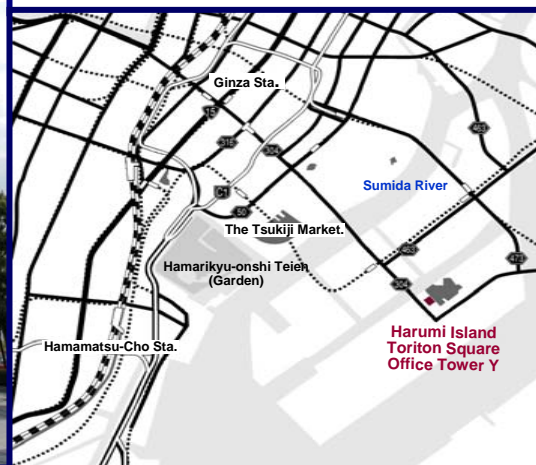 Ginza Sta.
15
316
304
463
Sumida River
C1
50
The Tsukiji Market.
463
473
Hamarikyu-onshi Teien
(Garden)
304
Hamamatsu-Cho Sta.
Harumi Island
Toriton Square
Office Tower Y